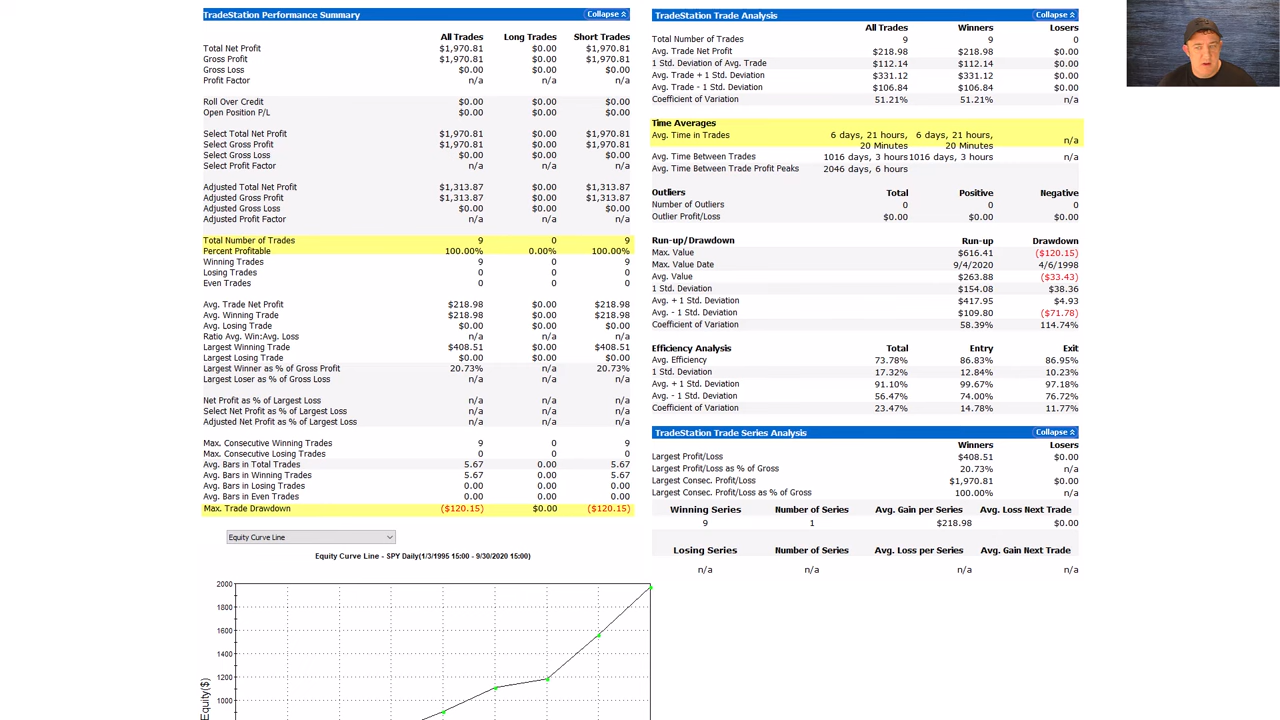 TradeStation Performance Summary Collapse
All Trades Long Trades Short Trades
Total Net Profit $1,970.81 $0.00 $1,970.81
Gross Profit $1,970.81 $0.00 $1,970.81
Gross Loss $0.00 $0.00 $0.00
Profit Factor n/a n/a n/a
Roll Over Credit $0.00 $0.00 $0.00
Open Position P/L $0.00 $0.00 $0.00
Select Total Net Profit $1,970.81 $0.00 $1,970.81
Select Gross Profit $1,970.81 $0.00 $1,970.81
Select Gross Loss $0.00 $0.00 $0.00
Select Profit Factor n/a n/a n/a
Adjusted Total Net Profit $1,313.87 $0.00 $1,313.87
Adjusted Gross Profit $1,313.87 $0.00 $1,313.87
Adjusted Gross Loss $0.00 $0.00 $0.00
Adjusted Profit Factor n/a n/a n/a
Total Number of Trades 9 0 9
Percent Profitable 100.00% 0.00% 100.00%
Winning Trades 9 0 9
Losing Trades 0 0 0
Even Trades 0 0 0
Avg. Trade Net Profit $218.98 $0.00 $218.98
Avg. Winning Trade $218.98 $0.00 $218.98
Avg. Losing Trade $0.00 $0.00 $0.00
Ratio Avg. Win:Avg. Loss n/a n/a n/a
Largest Winning Trade $408.51 $0.00 $408.51
Largest Losing Trade $0.00 $0.00 $0.00
Largest Winner as % of Gross Profit 20.73% n/a 20.73%
Largest Loser as % of Gross Loss n/a n/a n/a
Net Profit as % of Largest Loss n/a n/a n/a
Select Net Profit as % of Largest Loss n/a n/a n/a
Adjusted Net Profit as % of Largest Loss n/a n/a n/a
Max. Consecutive Winning Trades 9 0 9
Max. Consecutive Losing Trades 0 0 0
Avg. Bars in Total Trades 5.67 0.00 5.67
Avg. Bars in Winning Trades 5.67 0.00 5.67
Avg. Bars in Losing Trades 0.00 0.00 0.00
Avg. Bars in Even Trades 0.00 0.00 0.00
Max. Trade Drawdown ($120.15) $0.00 ($120.15)
Equity Curve Line
Equity Curve Line - SPY Daily(1/3/1995 15:00 - 9/30/2020 15:00)
2000
1800
1600
1400
1200
1000
Equity($)
TradeStation Trade Analysis Collapse
All Trades Winners Losers
Total Number of Trades 9 9 0
Avg. Trade Net Profit $218.98 $218.98 $0.00
1 Std. Deviation of Avg. Trade $112.14 $112.14 $0.00
Avg. Trade + 1 Std. Deviation $331.12 $331.12 $0.00
Avg. Trade - 1 Std. Deviation $106.84 $106.84 $0.00
Coefficient of Variation 51.21% 51.21% n/a
Time Averages
Avg. Time in Trades 6 days, 21 hours, 6 days, 21 hours, n/a
20 Minutes 20 Minutes
Avg. Time Between Trades 1016 days, 3 hours 1016 days, 3 hours n/a
Avg. Time Between Trade Profit Peaks 2046 days, 6 hours
Outliers Total Positive Negative
Number of Outliers 0 0 0
Outlier Profit/Loss $0.00 $0.00 $0.00
Run-up/Drawdown Run-up Drawdown
Max. Value $616.41 ($120.15)
Max. Value Date 9/4/2020 4/6/1998
Avg. Value $263.88 ($33.43)
1 Std. Deviation $154.08 $38.36
Avg. + 1 Std. Deviation $417.95 $4.93
Avg. - 1 Std. Deviation $109.80 ($71.78)
Coefficient of Variation 58.39% 114.74%
Efficiency Analysis Total Entry Exit
Avg. Efficiency 73.78% 86.83% 86.95%
1 Std. Deviation 17.32% 12.84% 10.23%
Avg. + 1 Std. Deviation 91.10% 99.67% 97.18%
Avg. - 1 Std. Deviation 56.47% 74.00% 76.72%
Coefficient of Variation 23.47% 14.78% 11.77%
TradeStation Trade Series Analysis Collapse
Winners Losers
Largest Profit/Loss $408.51 $0.00
Largest Profit/Loss as % of Gross 20.73% n/a
Largest Consec. Profit/Loss $1,970.81 $0.00
Largest Consec. Profit/Loss as % of Gross 100.00% n/a
Winning Series Number of Series Avg. Gain per Series Avg. Loss Next Trade
9 1 $218.98 $0.00
Losing Series Number of Series Avg. Loss per Series Avg. Gain Next Trade
n/a n/a n/a n/a